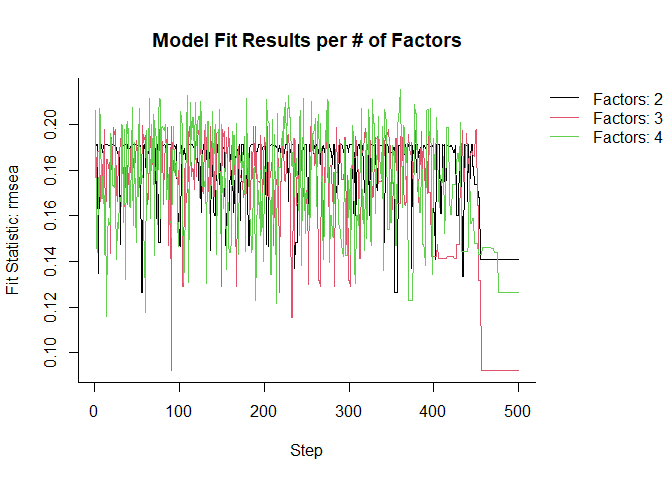 Model Fit Results per # of Factors
Fit Statistic: rmsea
0.20
0.18
0.16
0.14
0.12
0.10
0
100
200
300
400
500
Step
Factors: 2
Factors: 3
Factors: 4